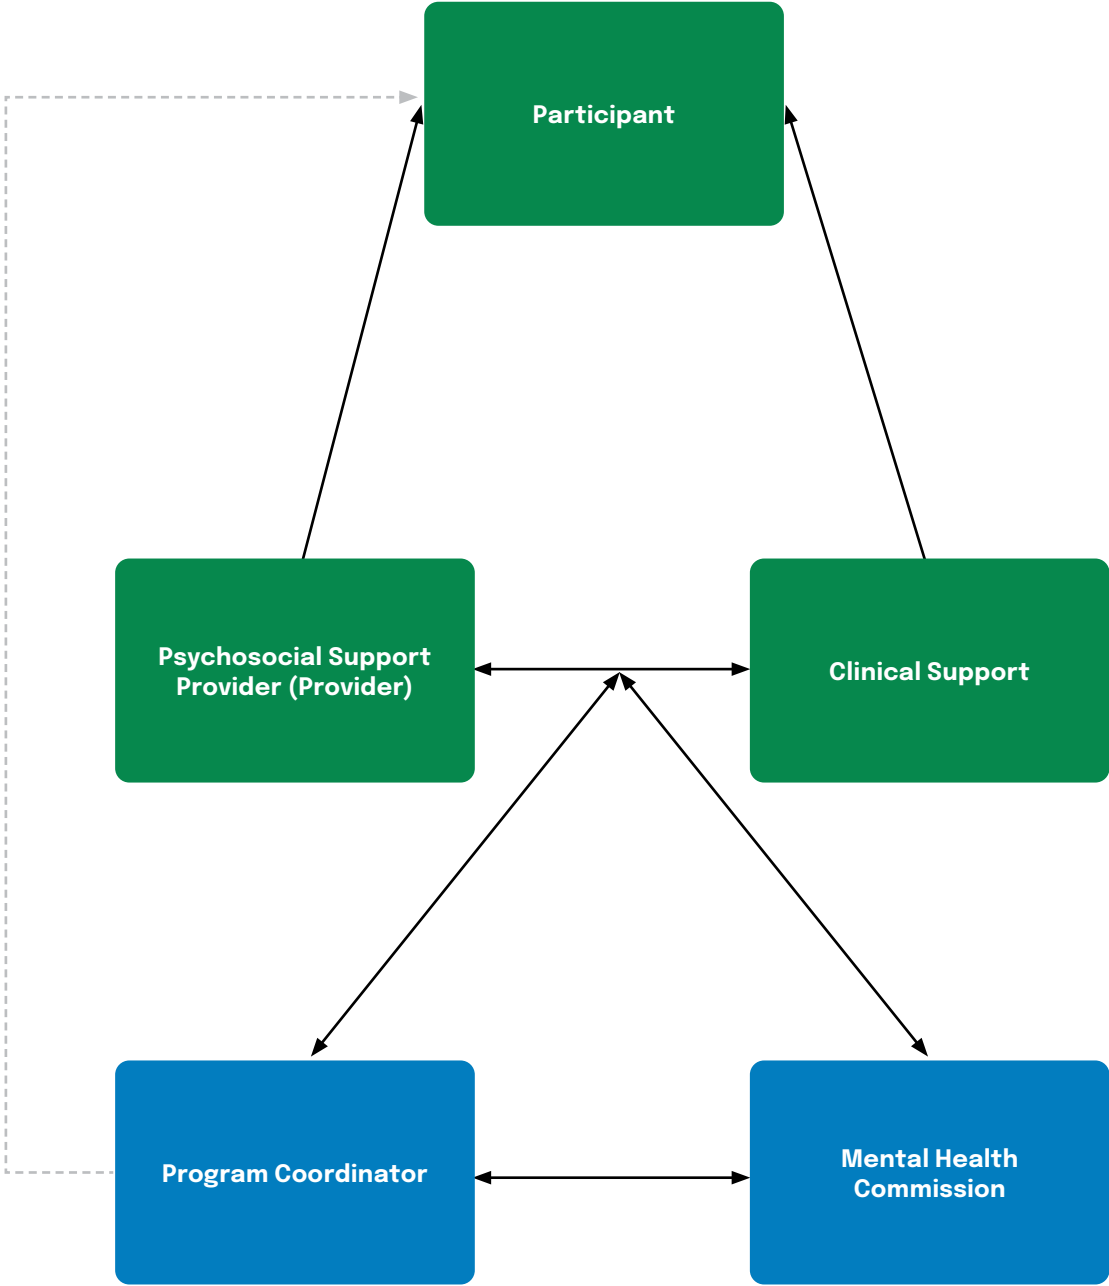 Participant
Psychosocial Support
Provider (Provider)
Clinical Support
Program Coordinator
Mental Health
Commission